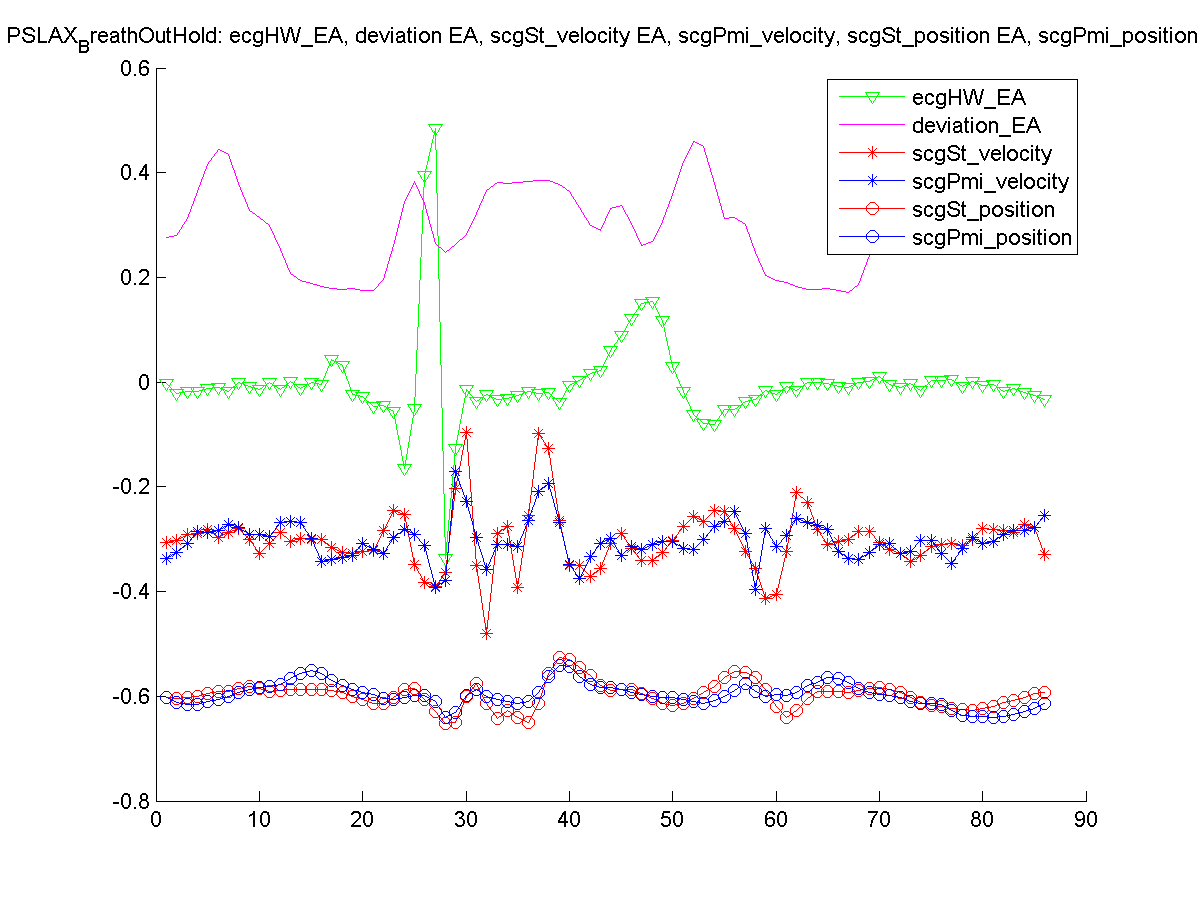 PSLAX_BreathOutHold: ecgHW_EA, deviation EA, scgSt_velocity EA, scgPmi_velocity, scgSt_position EA, scgPmi_position
0.6
0.4
0.2
0
-0.2
-0.4
-0.6
-0.8
ecgHW_EA
deviation_EA
scgSt_velocity
scgPmi_velocity
scgSt_position
scgPmi_position
0 10 20 30 40 50 60 70 80 90